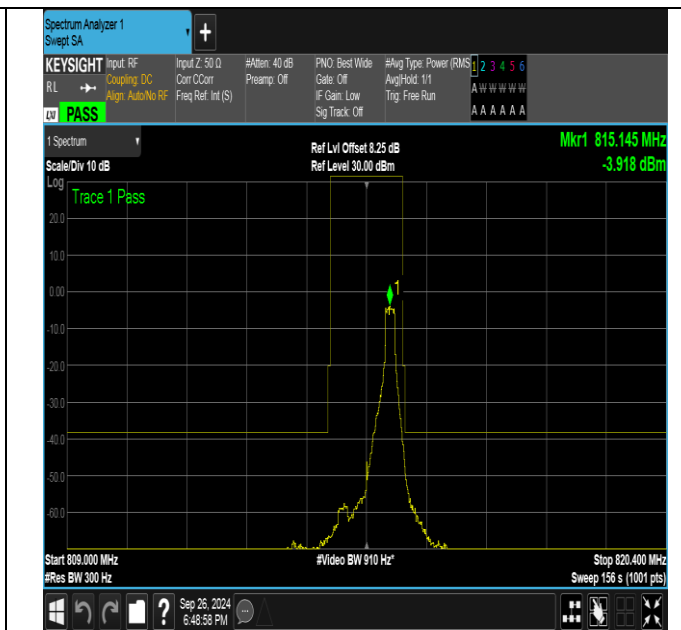 Spectrum Analyzer 1
Swept SA
+
KEYSIGHT
RL
LXI PASS
Input: RF
Coupling: DC
Align: Auto/No RF
Input Z: 50 Ω
Corr CCorr
Freq Ref: Int (S)
#Atten: 40 dB
Preamp: Off
PNO: Best Wide
Gate: Off
IF Gain: Low
Sig Track: Off
#Avg Type: Power (RMS
Avg|Hold: 1/1
Trig: Free Run
1 2 3 4 5 6
A W W W W W
A A A A A A
1 Spectrum
Scale/Div 10 dB
Ref Lvl Offset 8.25 dB
Ref Level 30.00 dBm
Mkr1 815.145 MHz
-3.918 dBm
Log
Trace 1 Pass
20.0
10.0
0.00
1
-10.0
-20.0
-30.0
-40.0
-50.0
-60.0
Start 809.000 MHz
#Video BW 910 Hz*
Stop 820.400 MHz
#Res BW 300 Hz
Sweep 156 s (1001 pts)
?
Sep 26, 2024
6:48:58 PM